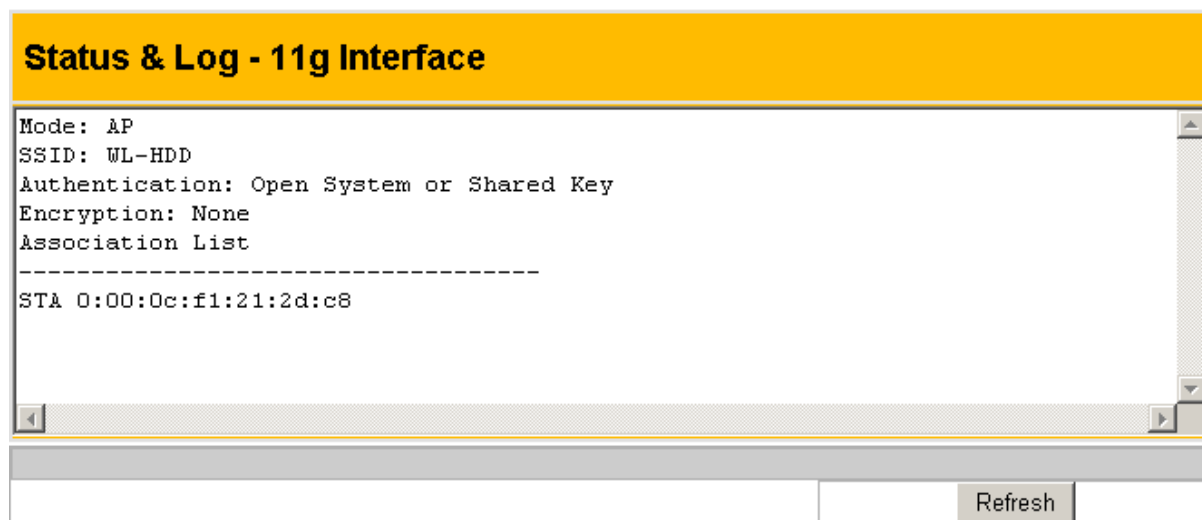 Status & Log - 11g Interface
Mode: AP
SSID: WL-HDD
Authentication: Open System or Shared Key
Encryption: None
Association List
------------------------------------
STA 0:00:0c:f1:21:2d:c8
Refresh